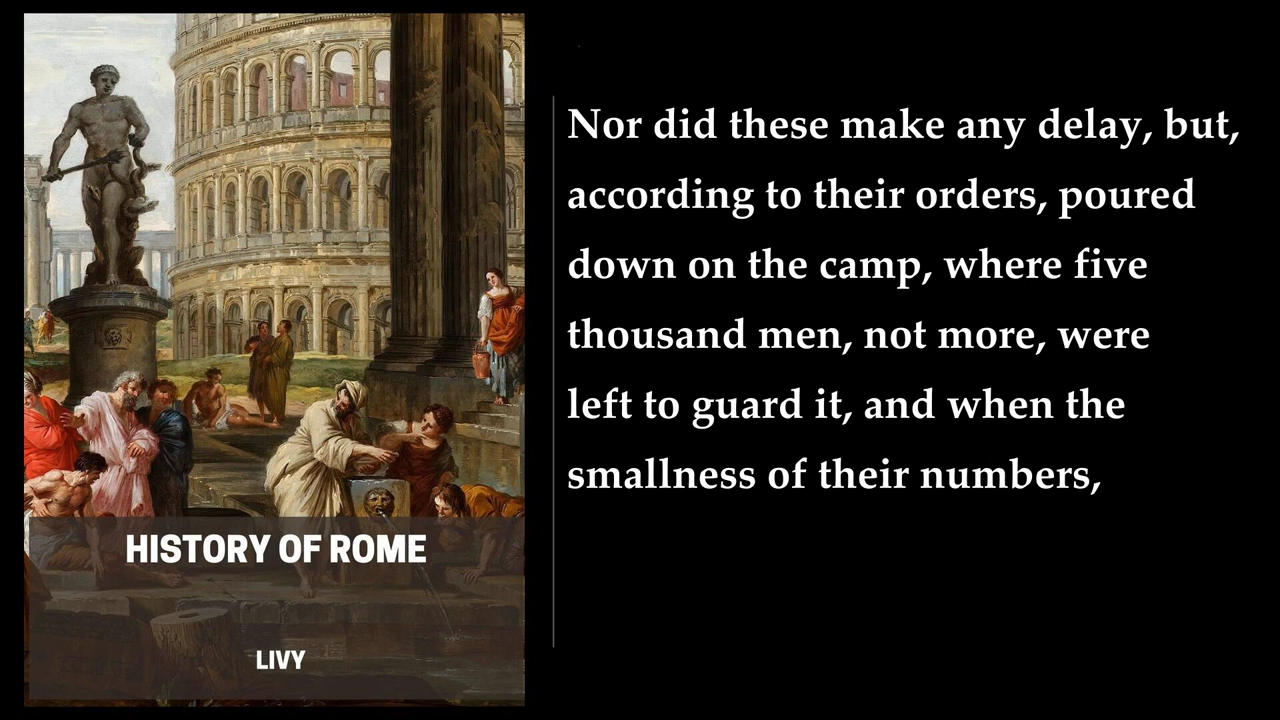 HISTORY OF ROME
LIVY
Nor did these make any delay, but,
according to their orders, poured
down on the camp, where five
thousand men, not more, were
left to guard it, and when the
smallness of their numbers,